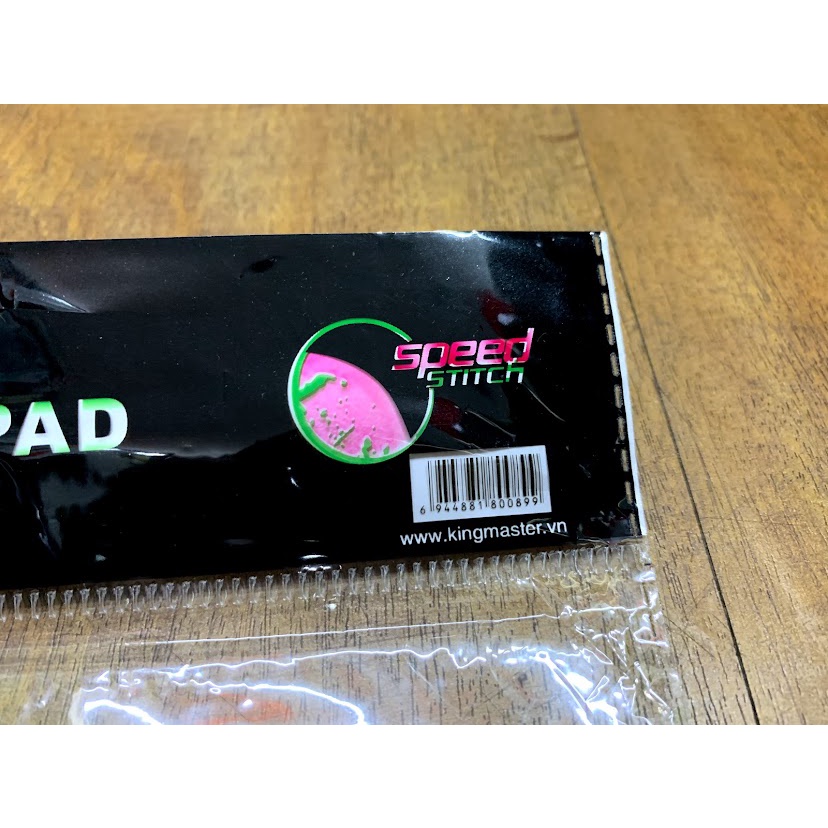 PAD
speed
STITCH
6 944881 800899
www.kingmaster.vn